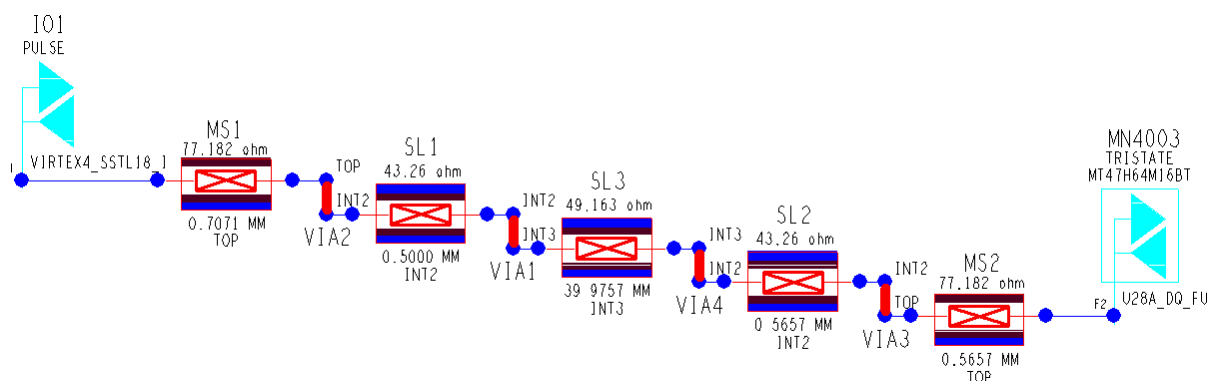 IO1
PULSE
1
VIRTEX4_SSTL18_I
MS1
77.182 ohm
0.7071 MM
TOP
TOP
INT2
VIA2
SL1
43.26 ohm
0.5000 MM
INT2
INT2
INT3
VIA1
SL3
49.163 ohm
39 9757 MM
INT3
INT3
INT2
VIA4
SL2
43.26 ohm
0 5657 MM
INT2
INT2
TOP
VIA3
MS2
77.182 ohm
0.5657 MM
TOP
MN4003
TRISTATE
MT47H64M16BT
F2
U28A_DQ_FU